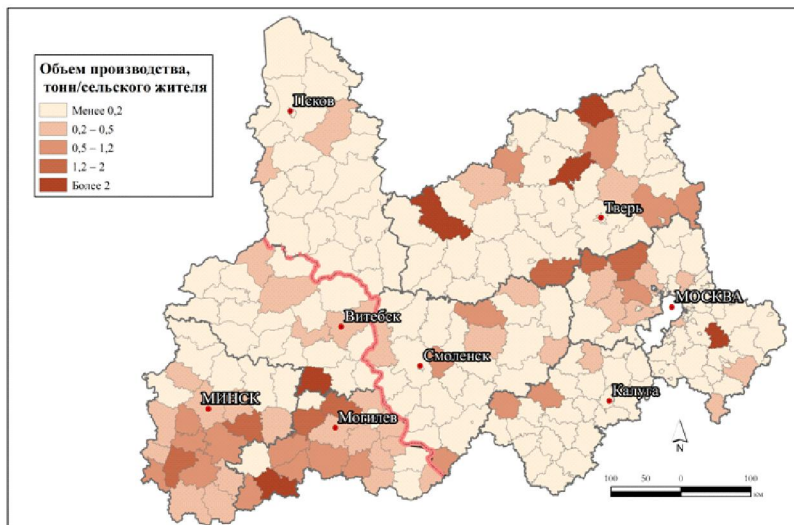 Объем производства,
тонн/сельского жителя
Менее 0,2
0,2 – 0,5
0,5 – 1,2
1,2 – 2
Более 2
Псков
Тверь
МОСКВА
Витебск
Смоленск
МИНСК
Калуга
Могилев
N
100 50 0 100
км